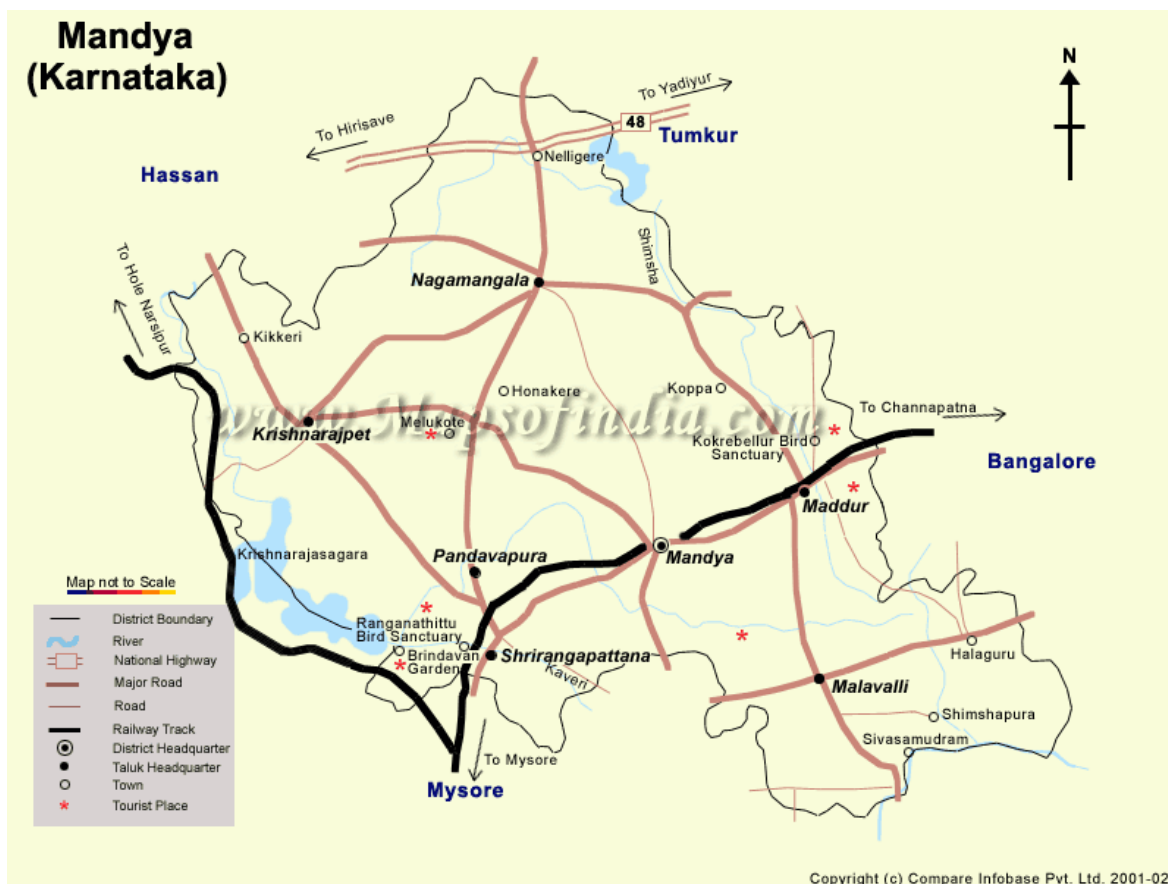 Mandya
(Karnataka)
N
To Yadiyur
To Hirisave
48
Tumkur
Nelligere
Hassan
Shimsha
To Hole Narsipur
Nagamangala
Kikkeri
Honakere
Koppa
www.Mapsofindia.com
To Channapatna
Krishnarajpet
Melukote
Kokrebellur Bird
Sanctuary
Bangalore
Maddur
Krishnarajasagara
Pandavapura
Mandya
Map not to Scale
District Boundary
River
National Highway
Major Road
Road
Railway Track
District Headquarter
Taluk Headquarter
Town
Tourist Place
Ranganathittu
Bird Sanctuary
Brindavan
Garden
Shrirangapattana
Kaveri
Halaguru
Malavalli
Shimshapura
Sivasamudram
To Mysore
Mysore
Copyright (c) Compare Infobase Pvt. Ltd. 2001-02